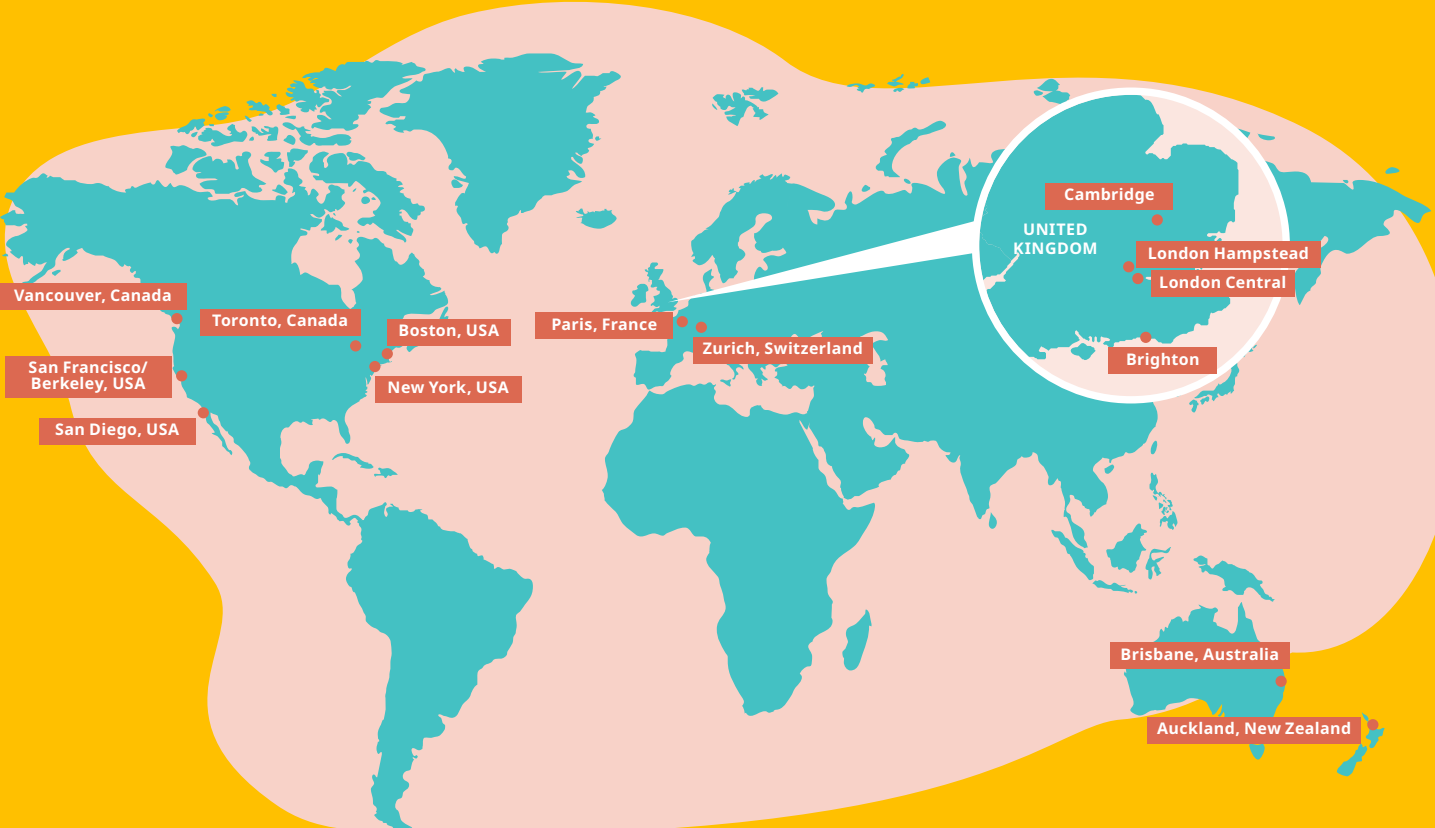 Cambridge
UNITED
KINGDOM
London Hampstead
London Central
Vancouver, Canada
Toronto, Canada
Boston, USA
Paris, France
Zurich, Switzerland
Brighton
San Francisco/
Berkeley, USA
New York, USA
San Diego, USA
Brisbane, Australia
Auckland, New Zealand